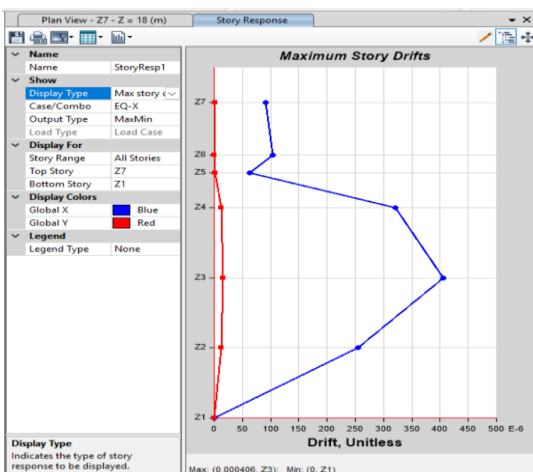 Plan View - Z7 - Z = 18 (m)
Story Response
Name
Name StoryResp1
Show
Display Type Max story d
Case/Combo EQ-X
Output Type MaxMin
Load Type Load Case
Display For
Story Range All Stories
Top Story Z7
Bottom Story Z1
Display Colors
Global X Blue
Global Y Red
Legend
Legend Type None
Display Type
Indicates the type of story
response to be displayed.
Maximum Story Drifts
Z7
Z6
Z5
Z4
Z3
Z2
Z1
0 50 100 150 200 250 300 350 400 450 500 E-6
Drift, Unitless
Max: (0.000406, Z3); Min: (0, Z1)